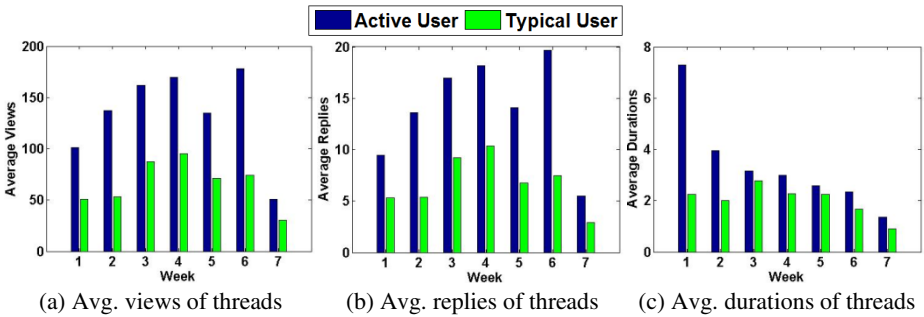 Active User Typical User
200
150
100
50
0
Average Views
1 2 3 4 5 6 7
Week
(a) Avg. views of threads
20
15
10
5
0
Average Replies
1 2 3 4 5 6 7
Week
(b) Avg. replies of threads
8
6
4
2
0
Average Durations
1 2 3 4 5 6 7
Week
(c) Avg. durations of threads